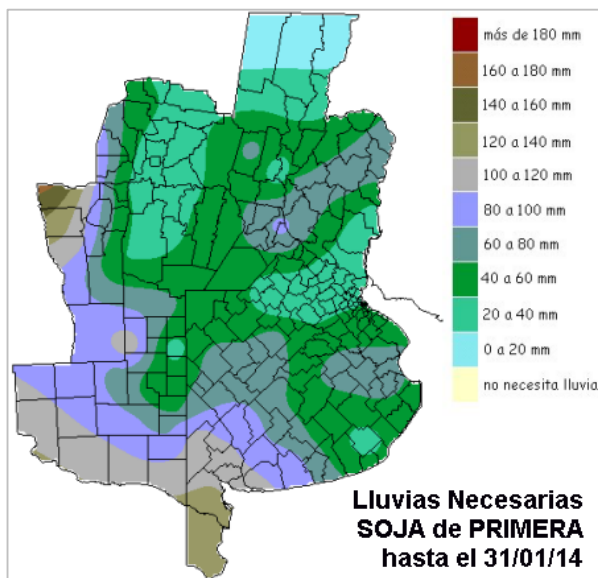 más de 180 mm
160 a 180 mm
140 a 160 mm
120 a 140 mm
100 a 120 mm
80 a 100 mm
60 a 80 mm
40 a 60 mm
20 a 40 mm
0 a 20 mm
no necesita lluvia
Lluvias Necesarias
SOJA de PRIMERA
hasta el 31/01/14